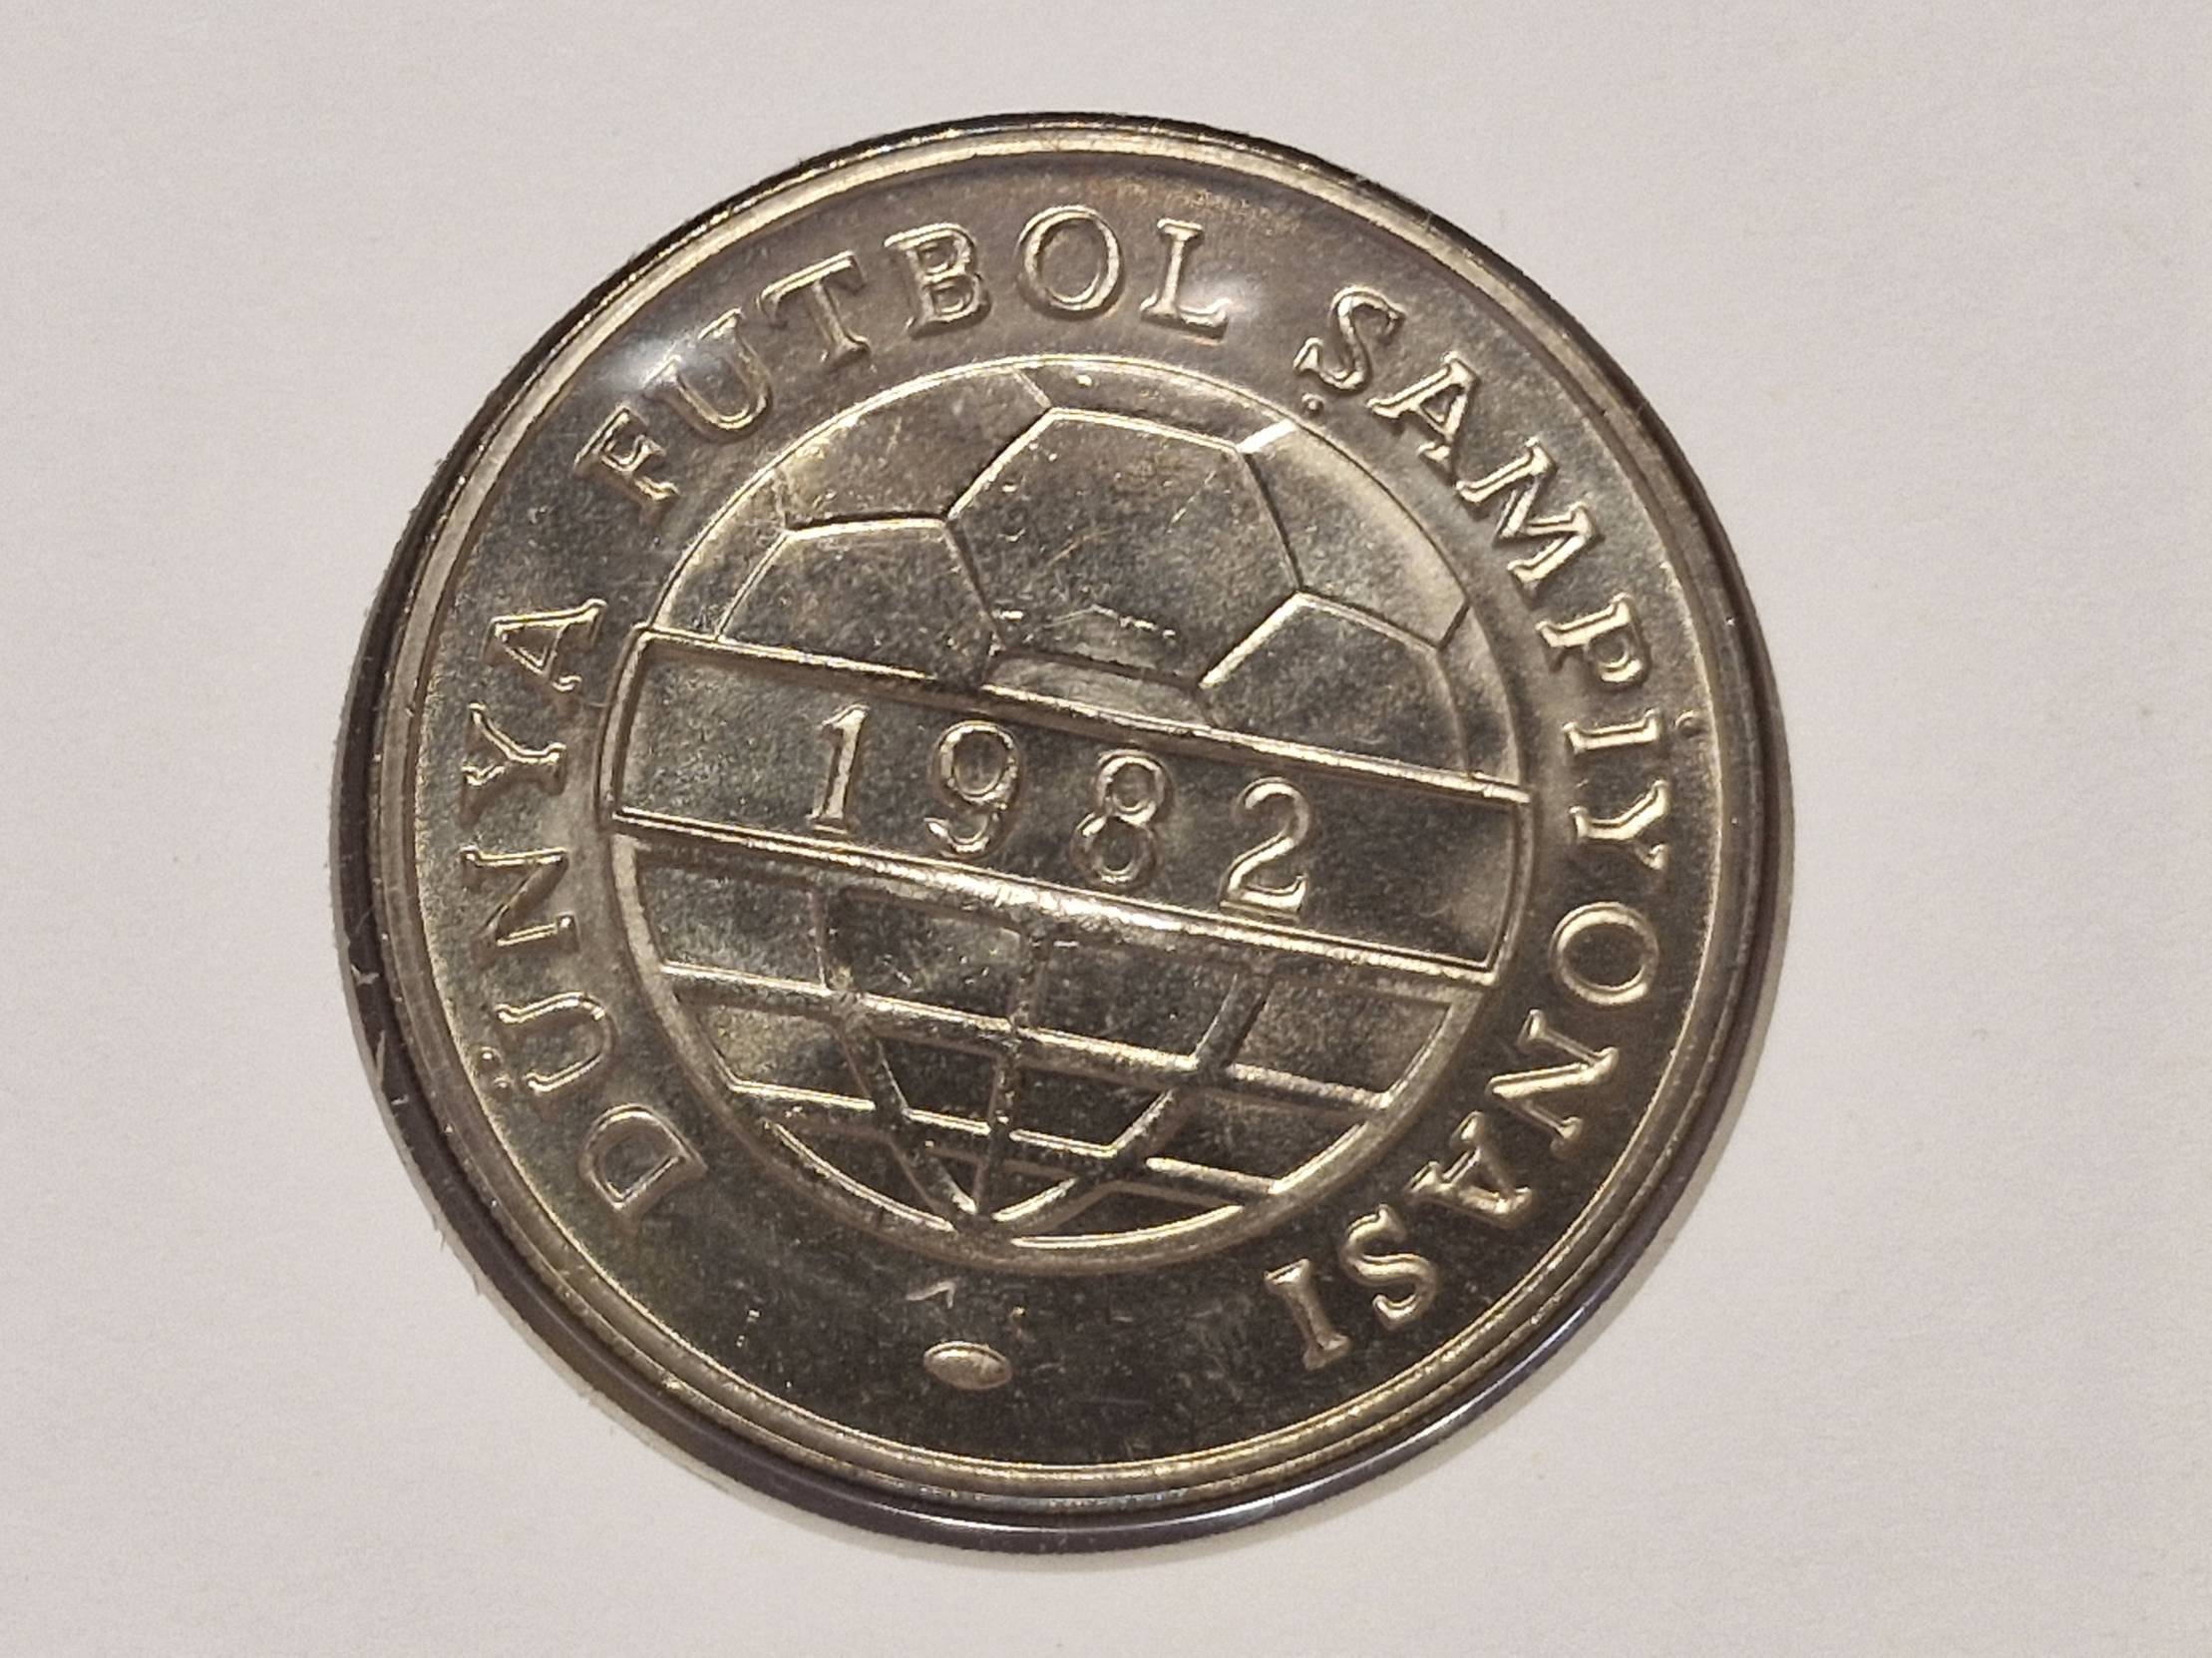 DÜNYA FUTBOL ŞAMPİYONASI
1982